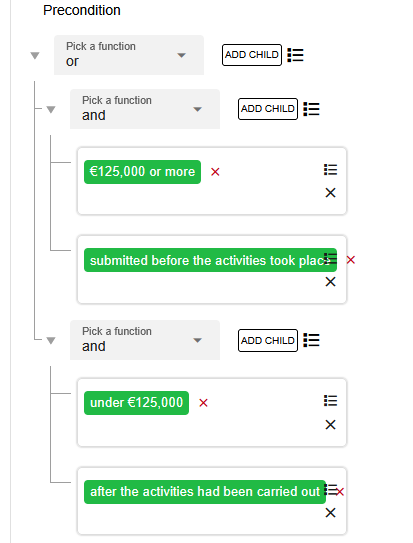 Precondition
Pick a function
or
ADD CHILD
Pick a function
and
ADD CHILD
€125,000 or more
submitted before the activities took place
Pick a function
and
ADD CHILD
under €125,000
after the activities had been carried out